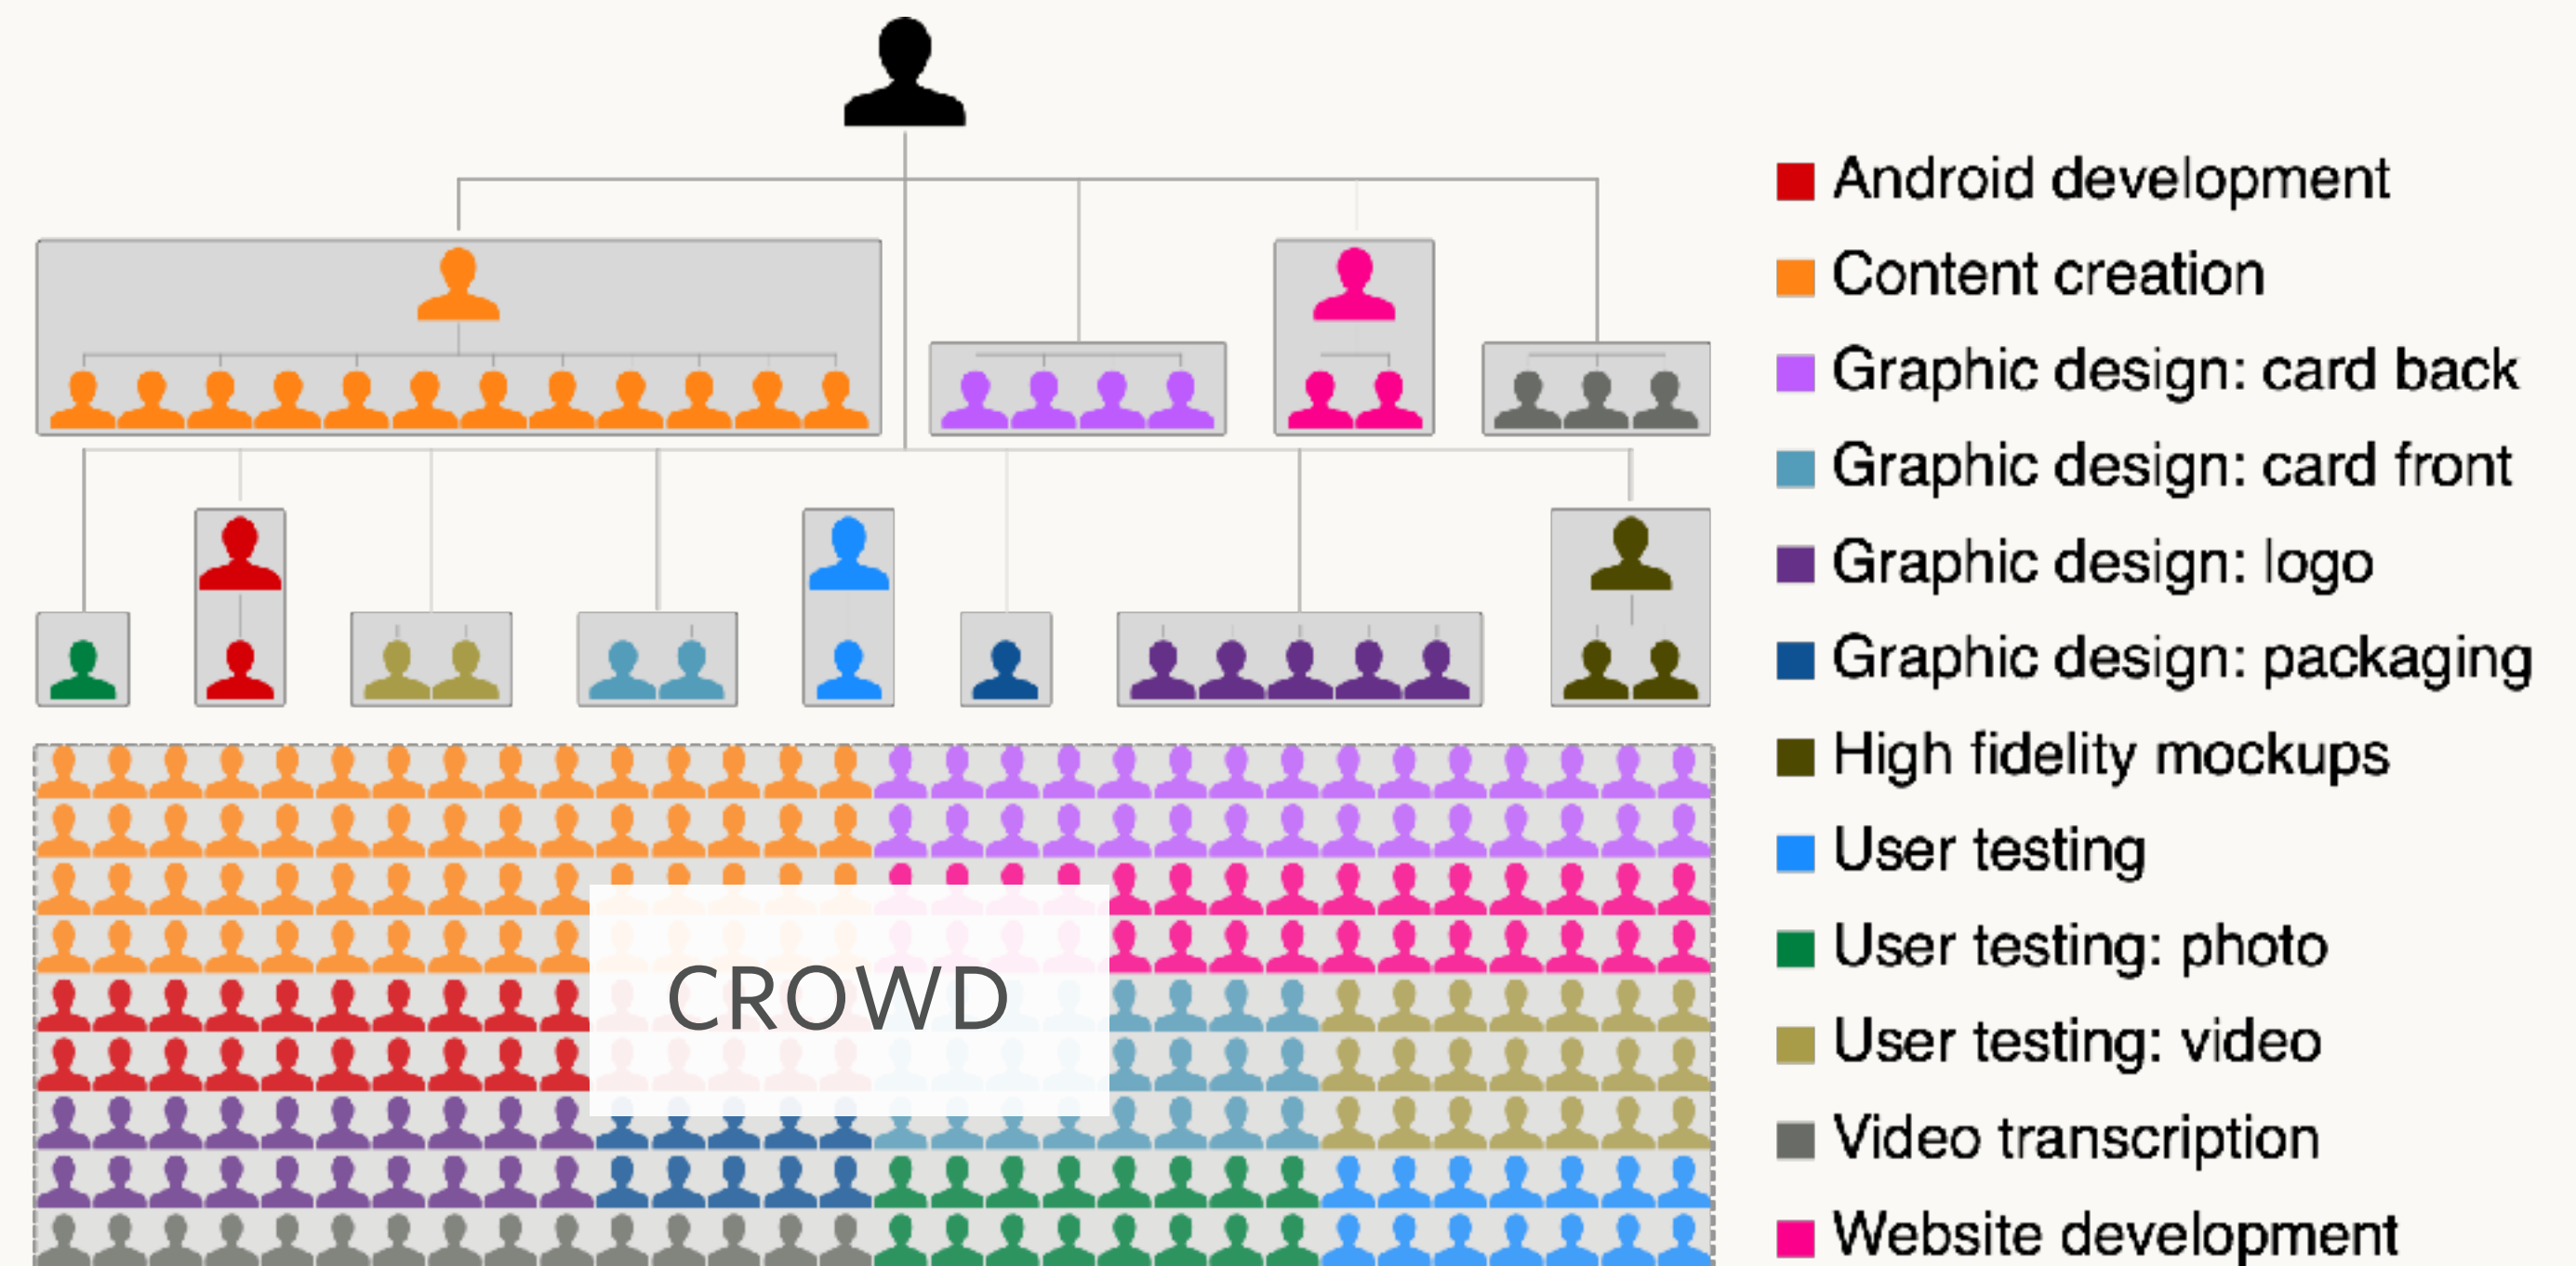 Android development
Content creation
Graphic design: card back
Graphic design: card front
Graphic design: logo
Graphic design: packaging
High fidelity mockups
User testing
User testing: photo
User testing: video
Video transcription
Website development
CROWD